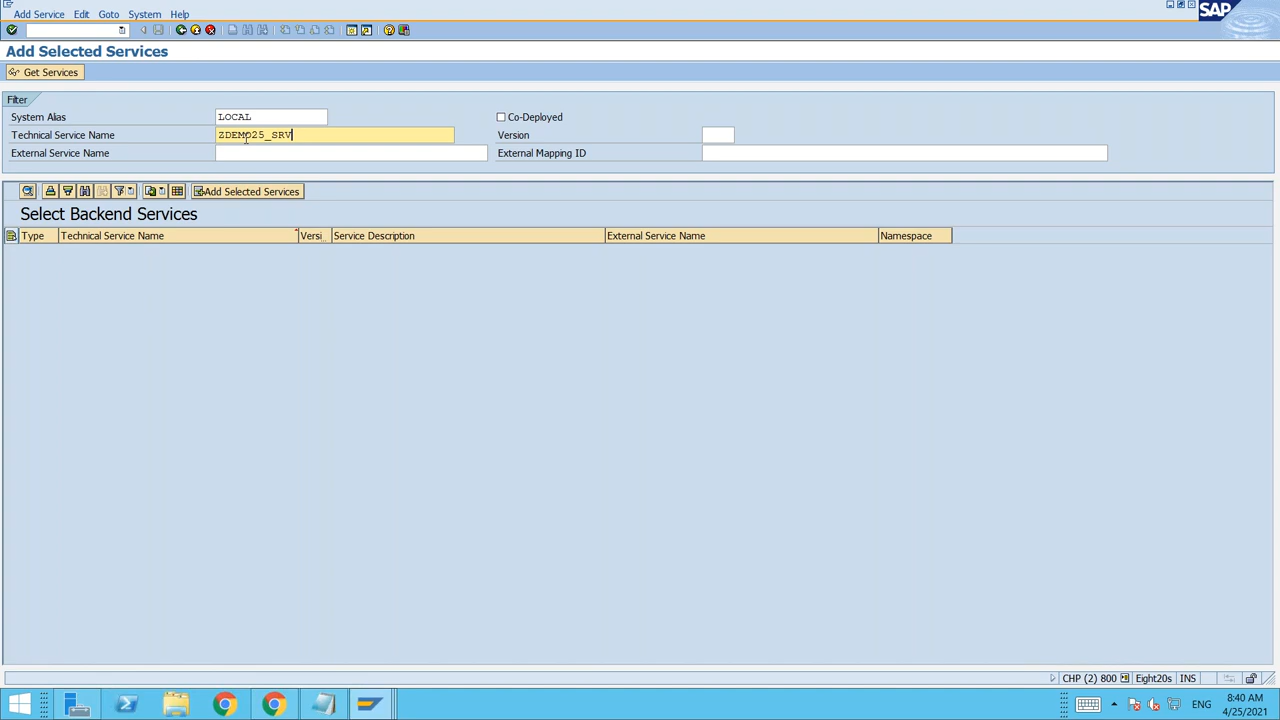 Add Service Edit Goto System Help
SAP
Add Selected Services
Get Services
Filter
System Alias LOCAL Co-Deployed
Technical Service Name ZDEMO25_SRV Version
External Service Name External Mapping ID
Add Selected Services
Select Backend Services
Type Technical Service Name Versi.. Service Description External Service Name Namespace
CHP (2) 800 Eight20s INS
ENG 8:40 AM
4/25/2021